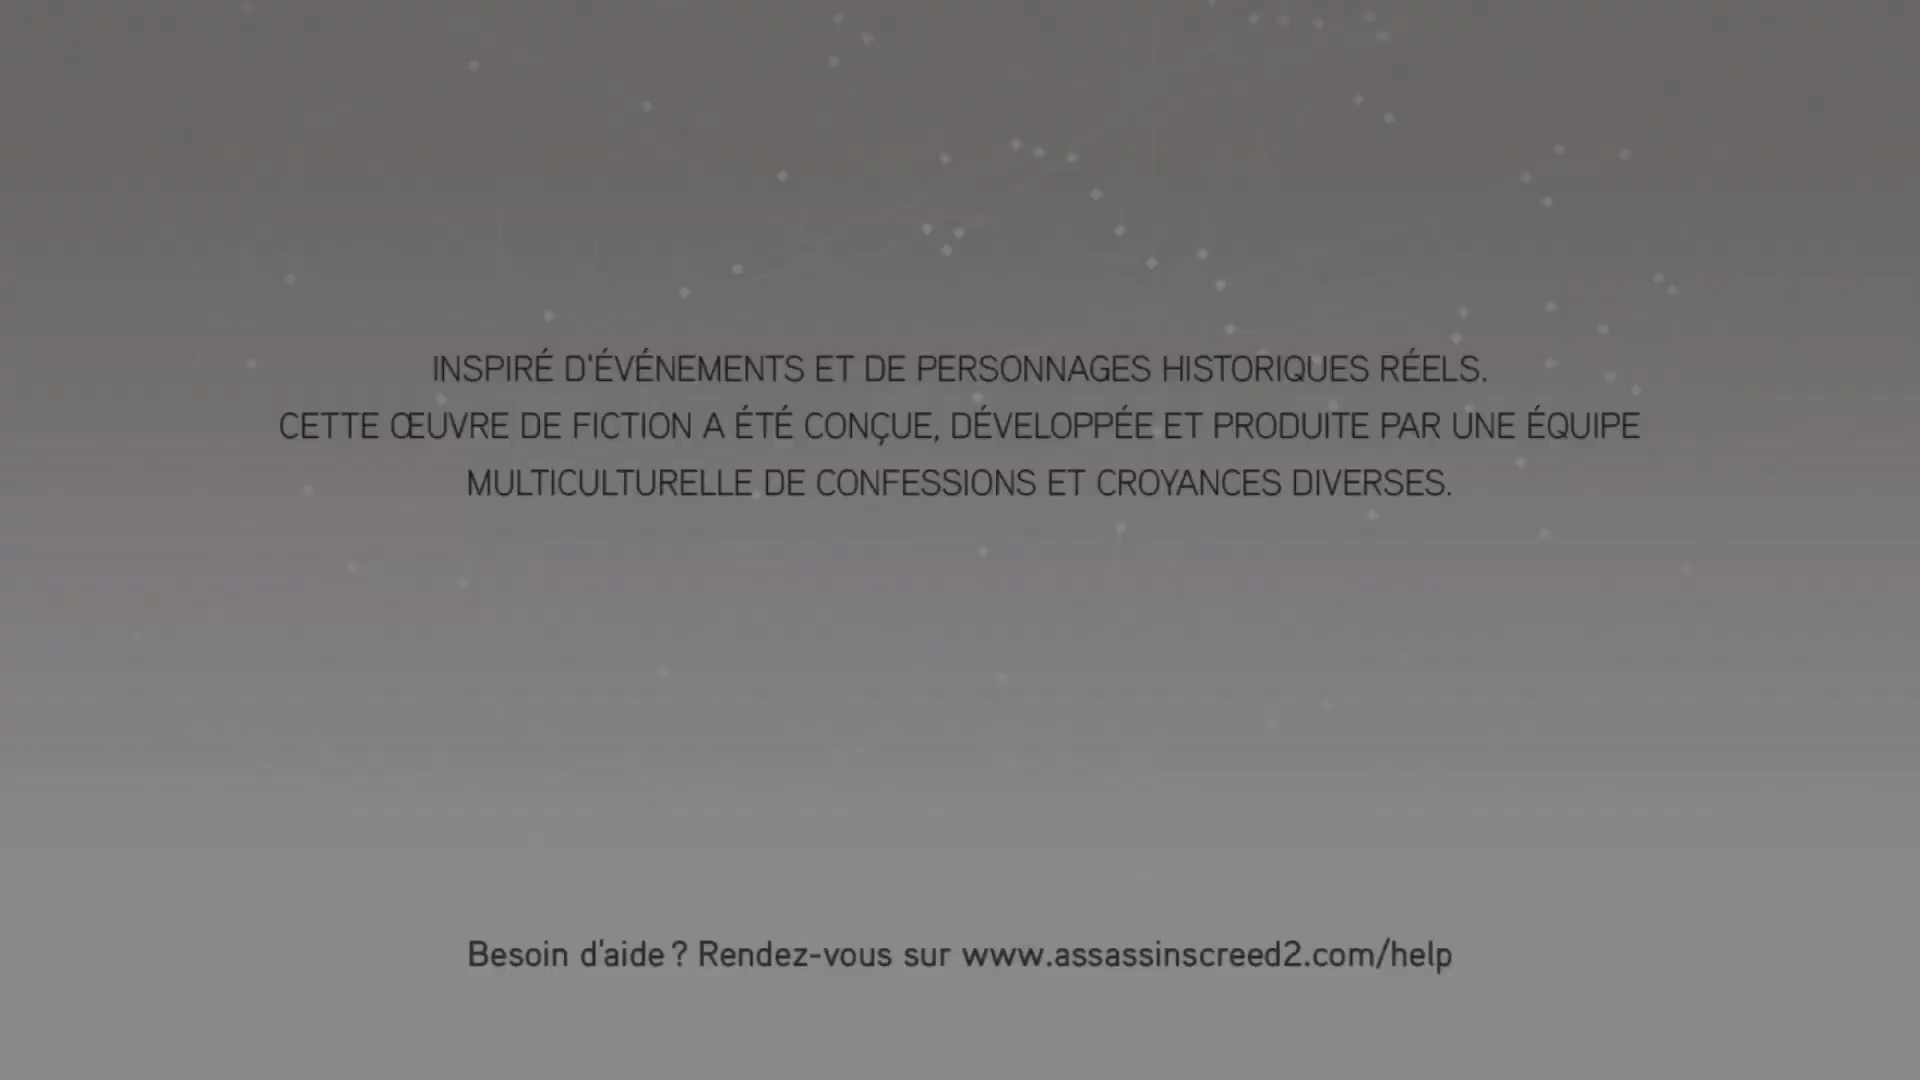 INSPIRÉ D'ÉVÉNEMENTS ET DE PERSONNAGES HISTORIQUES RÉELS.
CETTE ŒUVRE DE FICTION A ÉTÉ CONÇUE, DÉVELOPPÉE ET PRODUITE PAR UNE ÉQUIPE
MULTICULTURELLE DE CONFESSIONS ET CROYANCES DIVERSES.
Besoin d'aide ? Rendez-vous sur www.assassinscreed2.com/help